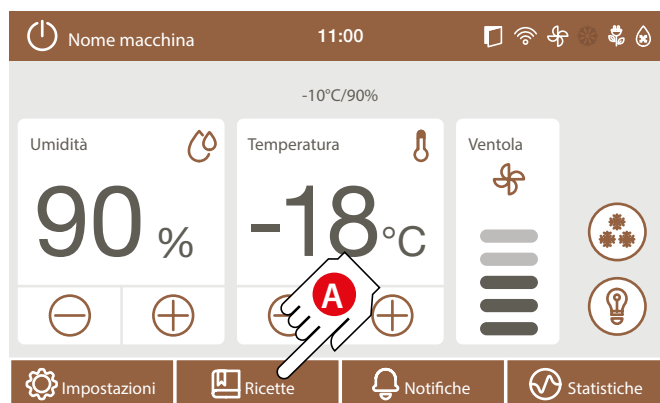 Nome macchina 11:00
-10°C/90%
Umidità Temperatura Ventola
90 % -18°C
A
Impostazioni Ricette Notifiche Statistiche